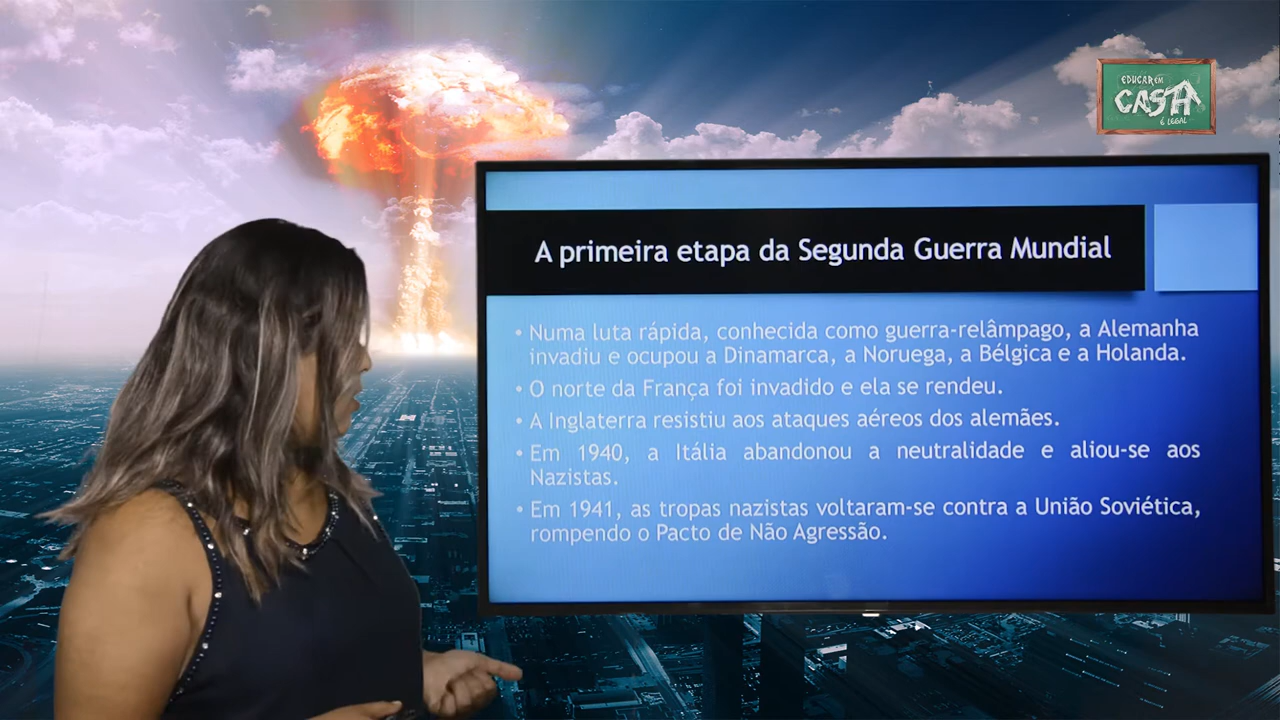 EDUCAR EM
CASA
É LEGAL
A primeira etapa da Segunda Guerra Mundial
• Numa luta rápida, conhecida como guerra-relâmpago, a Alemanha
invadiu e ocupou a Dinamarca, a Noruega, a Bélgica e a Holanda.
• O norte da França foi invadido e ela se rendeu.
• A Inglaterra resistiu aos ataques aéreos dos alemães.
• Em 1940, a Itália abandonou a neutralidade e aliou-se aos
Nazistas.
• Em 1941, as tropas nazistas voltaram-se contra a União Soviética,
rompendo o Pacto de Não Agressão.